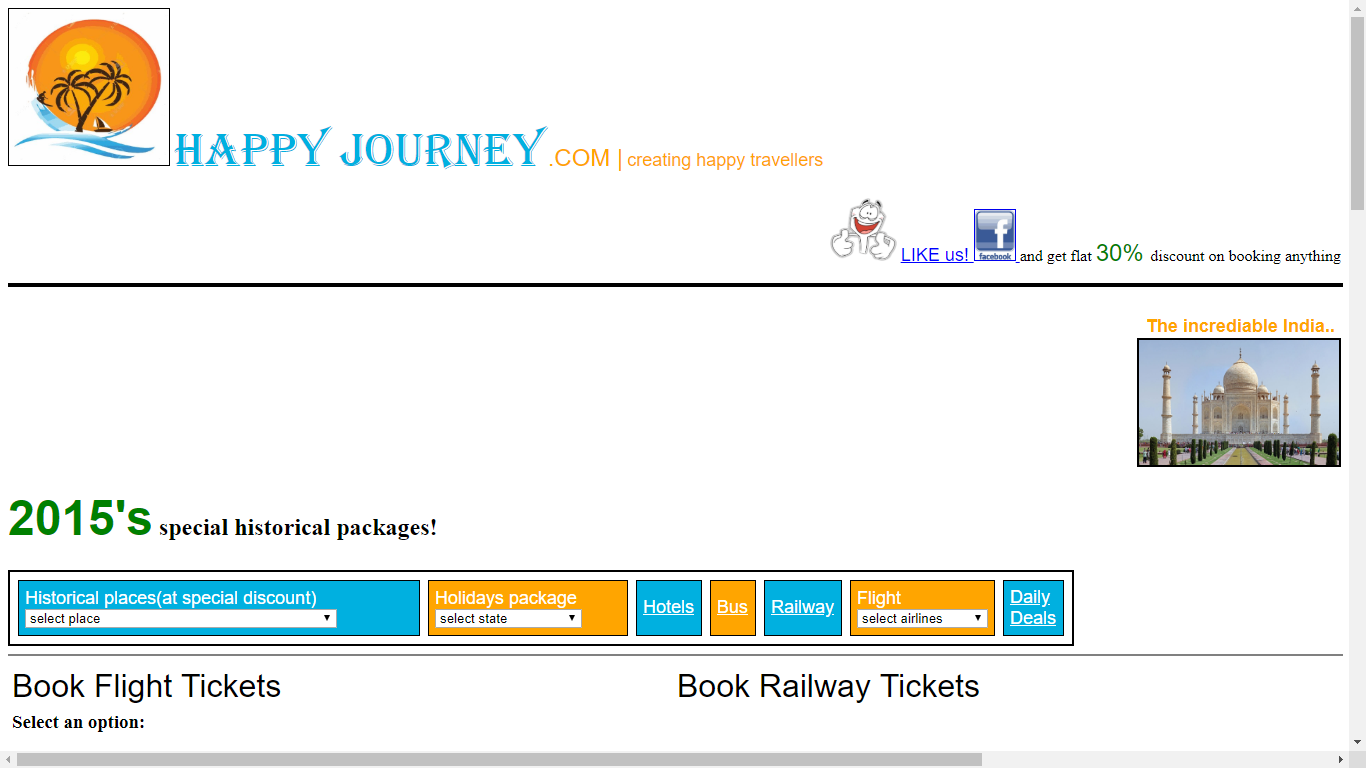 HAPPY JOURNEY .COM | creating happy travellers
LIKE us! facebook and get flat 30% discount on booking anything
The incrediable India..
2015's special historical packages!
Historical places(at special discount)
select place
Holidays package
select state
Hotels
Bus
Railway
Flight
select airlines
Daily
Deals
Book Flight Tickets
Book Railway Tickets
Select an option: